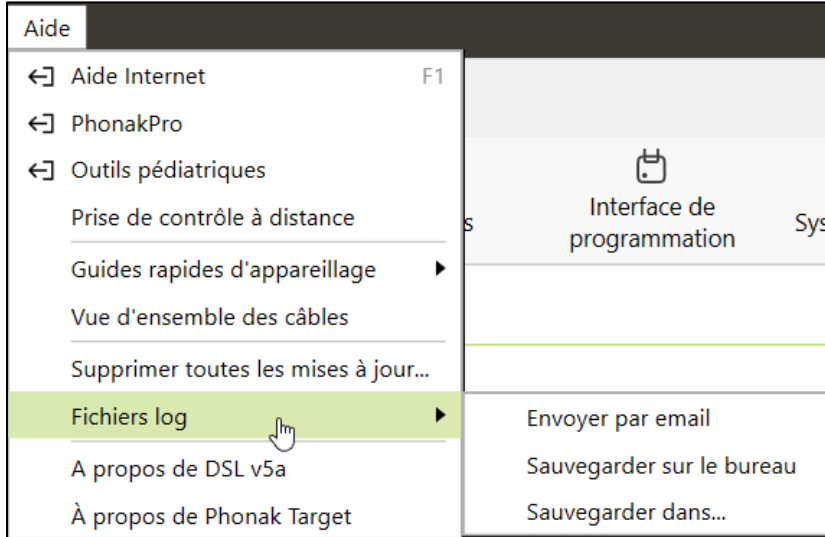 Aide
Aide Internet F1
PhonakPro
Outils pédiatriques
Prise de contrôle à distance
Guides rapides d'appareillage
Vue d'ensemble des câbles
Supprimer toutes les mises à jour...
Fichiers log
A propos de DSL v5a
À propos de Phonak Target
s
Interface de
programmation
Sys
Envoyer par email
Sauvegarder sur le bureau
Sauvegarder dans...